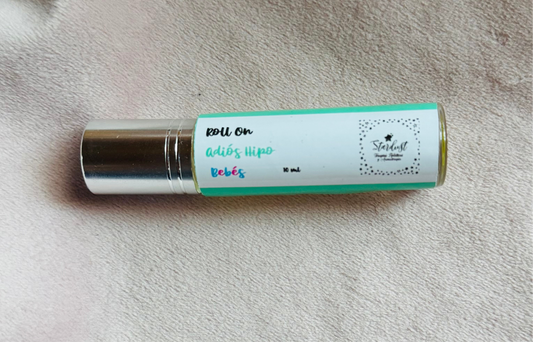 Roll On
Adiós Hipo
Bebés
10 ml
Stardust